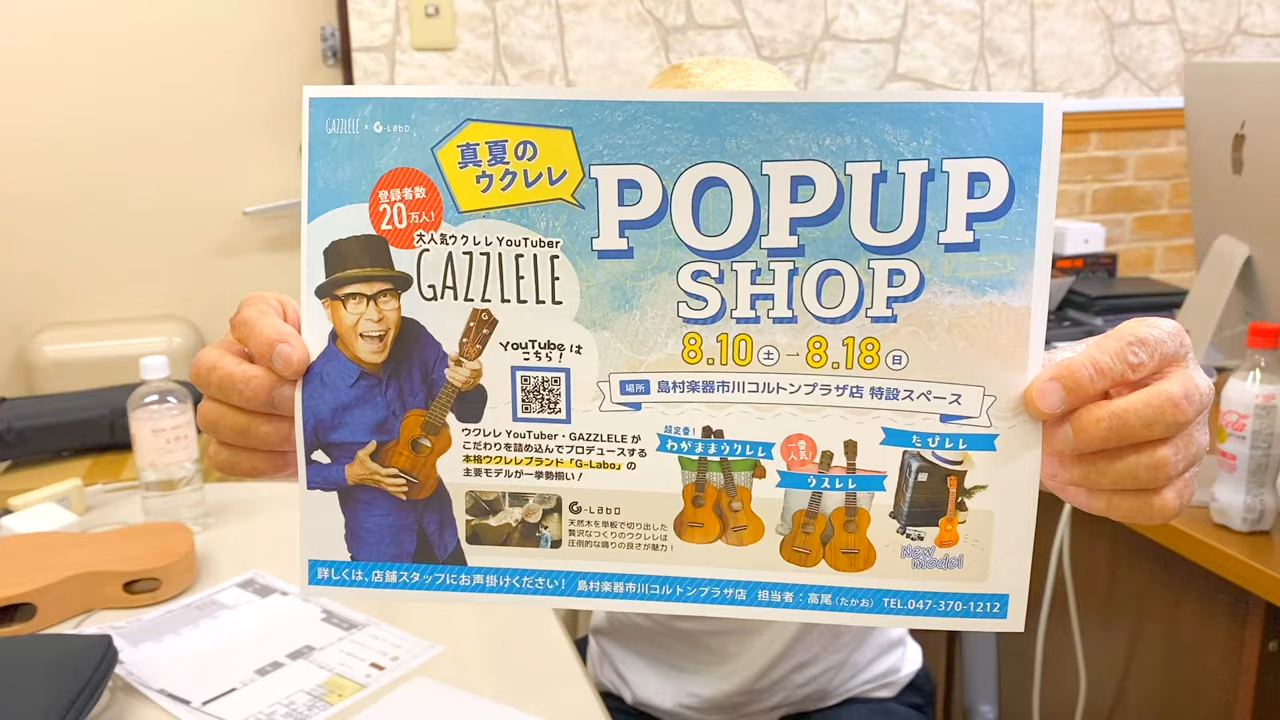 GAZZLELE × G-Labo
真夏の
ウクレレ
POPUP
SHOP
登録者数
20万人!
大人気ウクレレYouTuber
GAZZLELE
YouTubeは
こちら!
8.10(土)→8.18(日)
場所 島村楽器市川コルトンプラザ店 特設スペース
ウクレレYouTuber・GAZZLELEが
こだわりを詰め込んでプロデュースする
本格ウクレレブランド「G-Labo」の
主要モデルが一挙勢揃い!
G-Labo
天然木を単板で切り出した
贅沢なつくりのウクレレは
圧倒的な鳴りの良さが魅力!
超定番!
わがままウクレレ
一番
人気!
ウスレレ
たびレレ
New
model
詳しくは、店舗スタッフにお声掛けください! 島村楽器市川コルトンプラザ店 担当者:高尾(たかお) TEL.047-370-1212